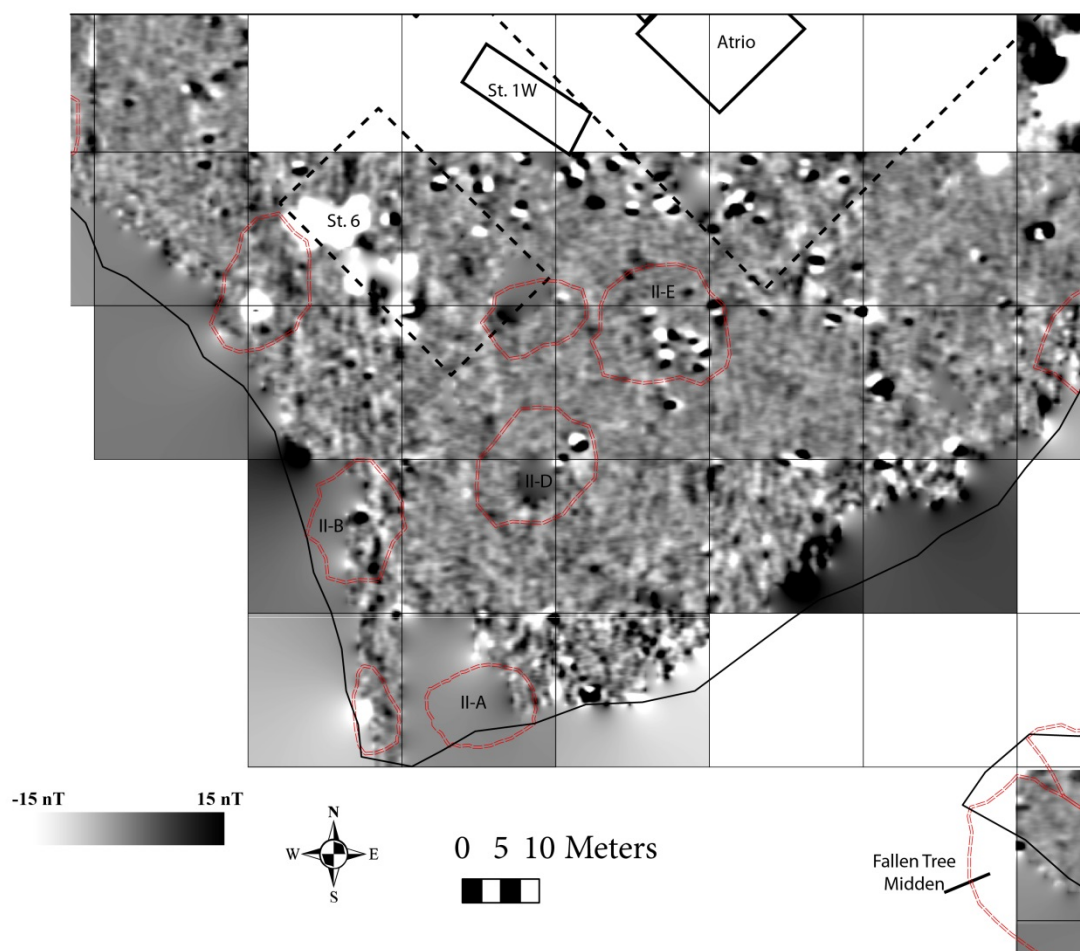 Atrio
St. 1W
St. 6
II-E
II-D
II-B
II-A
-15 nT 15 nT
N
W E
S
0 5 10 Meters
Fallen Tree
Midden